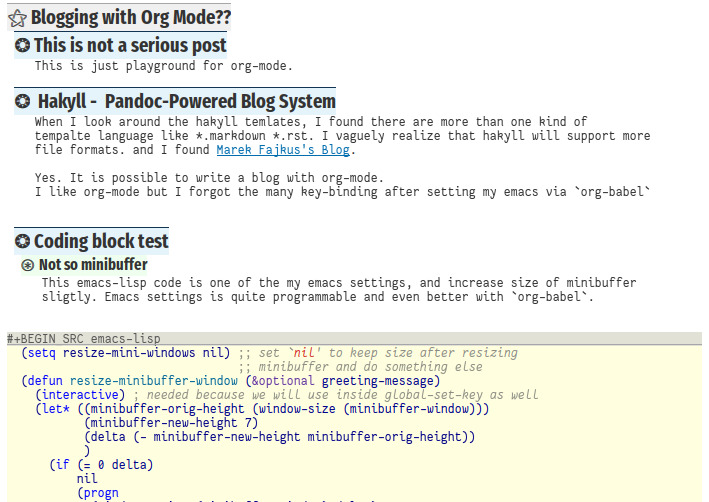 Blogging with Org Mode??
This is not a serious post
This is just playground for org-mode.
Hakyll - Pandoc-Powered Blog System
When I look around the hakyll temlates, I found there are more than one kind of
tempalte language like *.markdown *.rst. I vaguely realize that hakyll will support more
file formats. and I found Marek Fajkus's Blog.
Yes. It is possible to write a blog with org-mode.
I like org-mode but I forgot the many key-binding after setting my emacs via `org-babel`
Coding block test
Not so minibuffer
This emacs-lisp code is one of the my emacs settings, and increase size of minibuffer
sligtly. Emacs settings is quite programmable and even better with `org-babel`.
#+BEGIN_SRC emacs-lisp
(setq resize-mini-windows nil) ;; set `nil' to keep size after resizing
;; minibuffer and do something else
(defun resize-minibuffer-window (&optional greeting-message)
(interactive) ; needed because we will use inside global-set-key as well
(let* ((minibuffer-orig-height (window-size (minibuffer-window)))
(minibuffer-new-height 7)
(delta (- minibuffer-new-height minibuffer-orig-height))
)
(if (= 0 delta)
nil
(progn